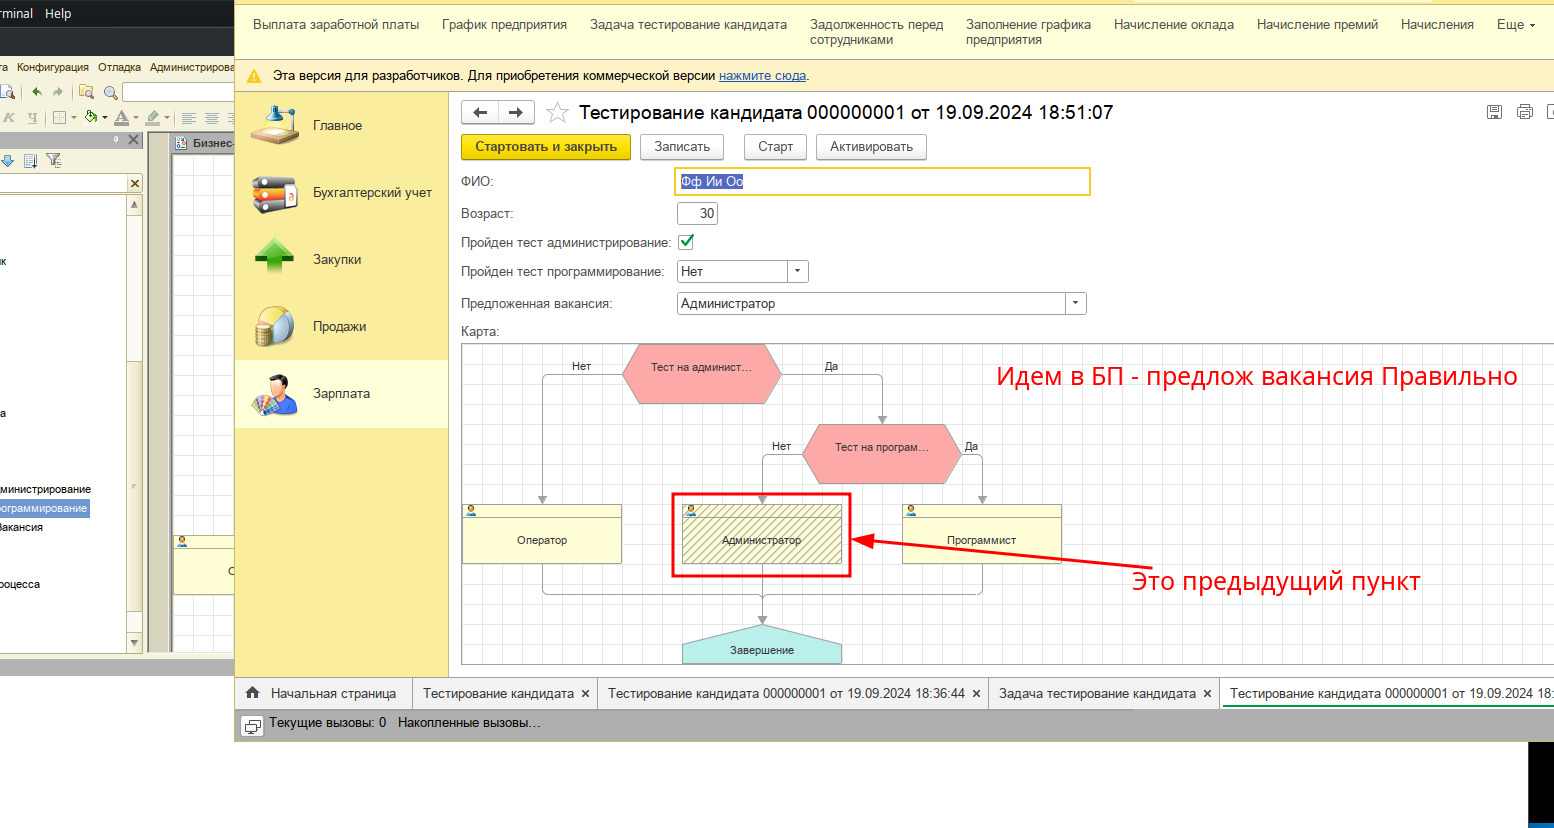 rminal Help
Выплата заработной платы График предприятия Задача тестирование кандидата Задолженность перед сотрудниками Заполнение графика предприятия Начисление оклада Начисление премий Начисления Еще
Конфигурация Отладка Администрирова
Эта версия для разработчиков. Для приобретения коммерческой версии нажмите сюда.
Тестирование кандидата 000000001 от 19.09.2024 18:51:07
Стартовать и закрыть Записать Старт Активировать
Главное
Бухгалтерский учет
Закупки
Продажи
Зарплата
К Ч
Бизнес-
ФИО: Фф Ии Оо
Возраст: 30
Пройден тест администрирование:
Пройден тест программирование: Нет
Предложенная вакансия: Администратор
Карта:
Нет Тест на админист... Да
Идем в БП - предлож вакансия Правильно
Нет Тест на програм... Да
министрирование
ограммирование
Вакансия
роцесса
Оператор Администратор Программист
Это предыдущий пункт
Завершение
Начальная страница Тестирование кандидата Тестирование кандидата 000000001 от 19.09.2024 18:36:44 Задача тестирование кандидата Тестирование кандидата 000000001 от 19.09.2024 18:
Текущие вызовы: 0 Накопленные вызовы...